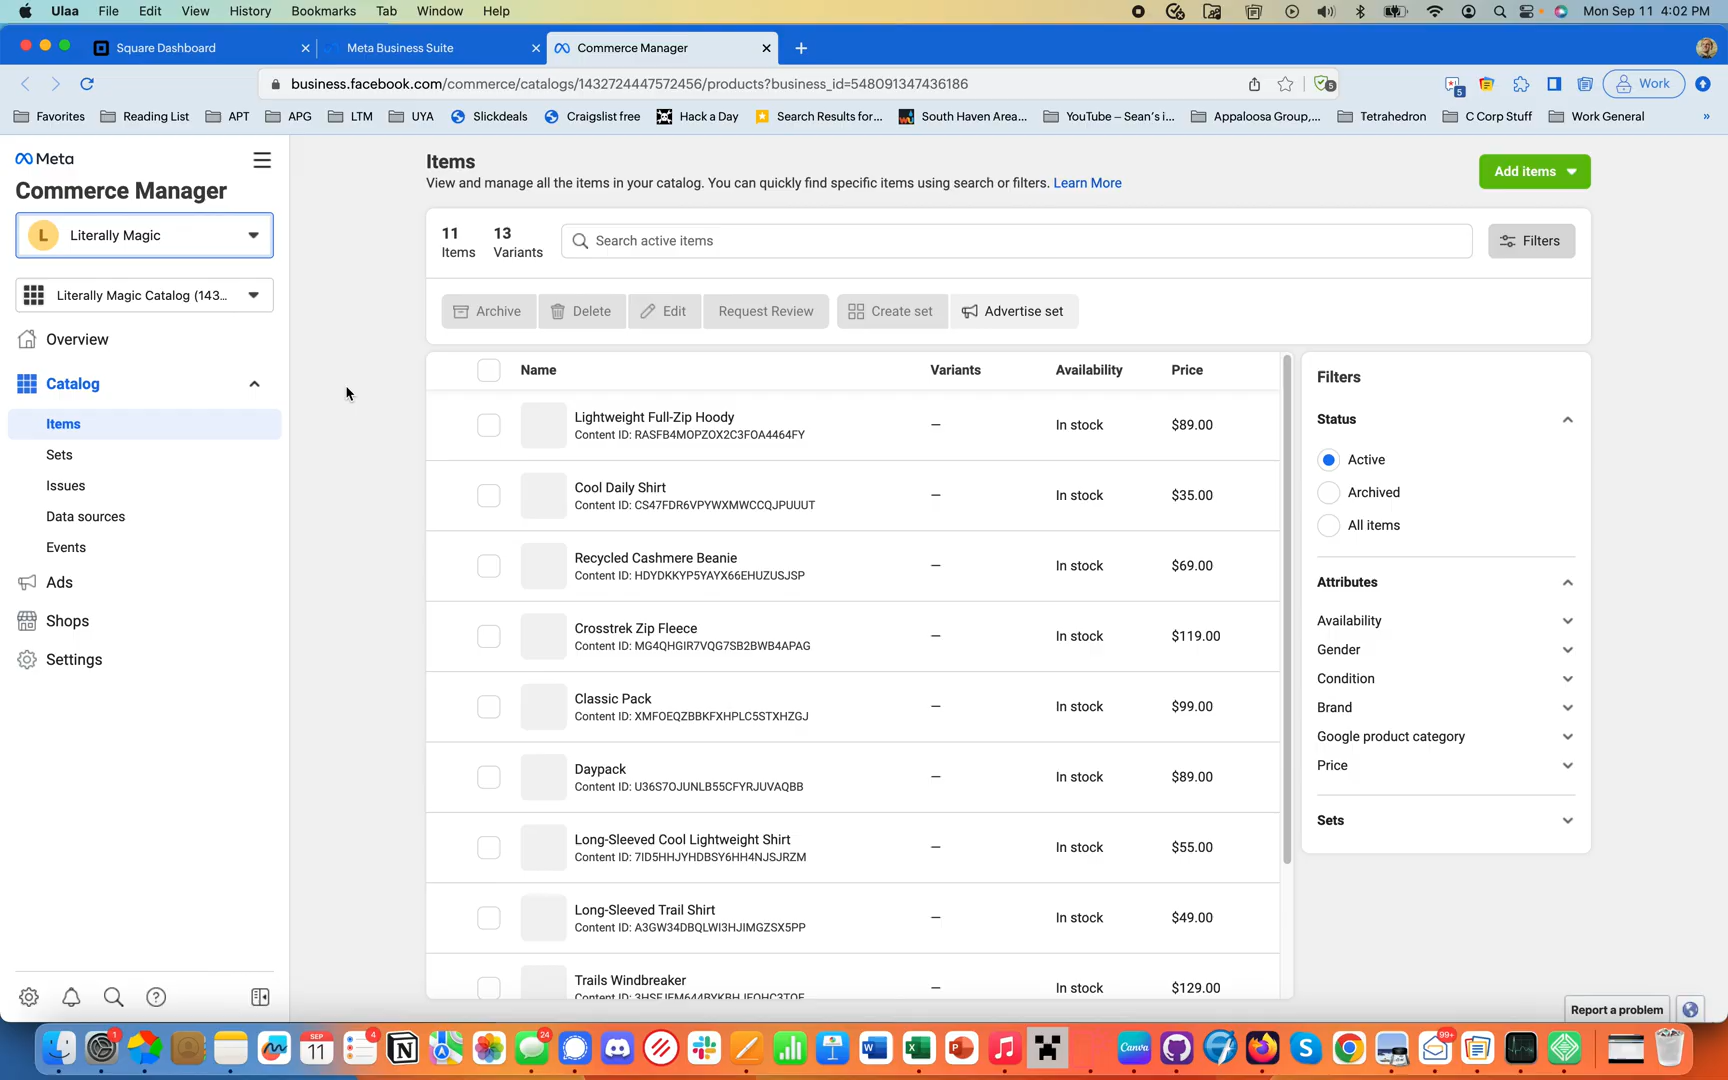 Ulaa File Edit View History Bookmarks Tab Window Help Mon Sep 11 4:02 PM
Square Dashboard Meta Business Suite Commerce Manager
business.facebook.com/commerce/catalogs/1432724447572456/products?business_id=548091347436186 Work
Favorites Reading List APT APG LTM UYA Slickdeals Craigslist free Hack a Day Search Results for... South Haven Area... YouTube – Sean's i... Appaloosa Group,... Tetrahedron C Corp Stuff Work General »
Meta
Commerce Manager
L Literally Magic
Literally Magic Catalog (143...
Overview
Catalog
Items
Sets
Issues
Data sources
Events
Ads
Shops
Settings
Items
View and manage all the items in your catalog. You can quickly find specific items using search or filters. Learn More
Add items
11 Items
13 Variants
Search active items
Filters
Archive Delete Edit Request Review Create set Advertise set
Name Variants Availability Price
Lightweight Full-Zip Hoody
Content ID: RASFB4MOPZOX2C3FOA4464FY
– In stock $89.00
Cool Daily Shirt
Content ID: CS47FDR6VPYWXMWCCQJPUUUT
– In stock $35.00
Recycled Cashmere Beanie
Content ID: HDYDKKYP5YAYX66EHUZUSJSP
– In stock $69.00
Crosstrek Zip Fleece
Content ID: MG4QHGIR7VQG7SB2BWB4APAG
– In stock $119.00
Classic Pack
Content ID: XMFOEQZBBKFXHPLC5STXHZGJ
– In stock $99.00
Daypack
Content ID: U36S7OJUNLB55CFYRJUVAQBB
– In stock $89.00
Long-Sleeved Cool Lightweight Shirt
Content ID: 7ID5HHJYHDBSY6HH4NJSJRZM
– In stock $55.00
Long-Sleeved Trail Shirt
Content ID: A3GW34DBQLWI3HJIMGZSX5PP
– In stock $49.00
Trails Windbreaker
Content ID:
– In stock $129.00
Filters
Status
Active
Archived
All items
Attributes
Availability
Gender
Condition
Brand
Google product category
Price
Sets
Report a problem